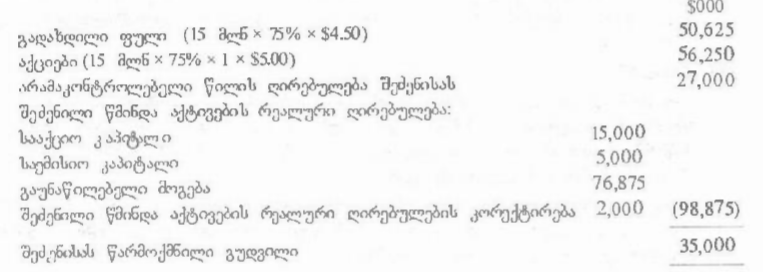 $000
გადახდილი ფული (15 მლნ × 75% × $4.50) 50,625
აქციები (15 მლნ × 75% × 1 × $5.00) 56,250
არამაკონტროლებელი წილის ღირებულება შეძენისას 27,000
შეძენილი წმინდა აქტივების რეალური ღირებულება:
სააქციო კაპიტალი 15,000
საემისიო კაპიტალი 5,000
გაუნაწილებელი მოგება 76,875
შეძენილი წმინდა აქტივების რეალური ღირებულების კორექტირება 2,000 (98,875)
შეძენისას წარმოქმნილი გუდვილი 35,000